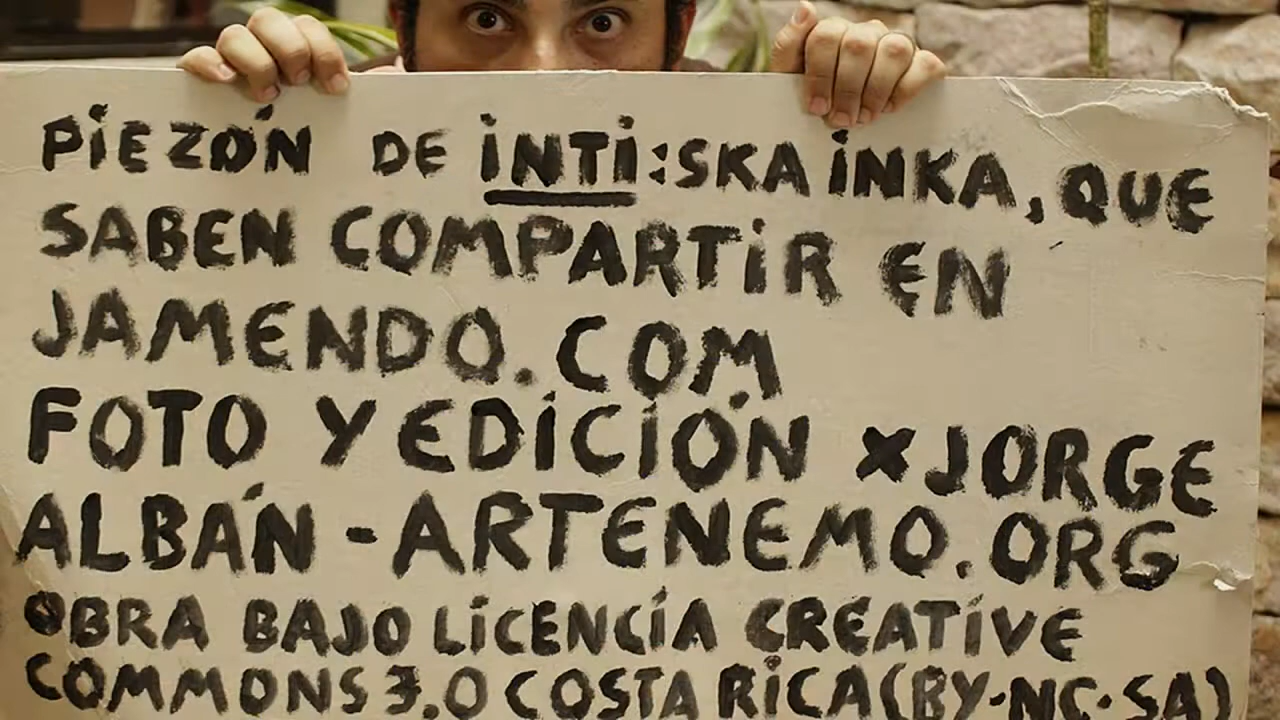 PIEZÓN DE INTI:SKA INKA, QUE
SABEN COMPARTIR EN
JAMENDO.COM
FOTO Y EDICIÓN x JORGE
ALBÁN - ARTENEMO.ORG
OBRA BAJO LICENCIA CREATIVE
COMMONS 3.0 COSTA RICA (BY-NC-SA)